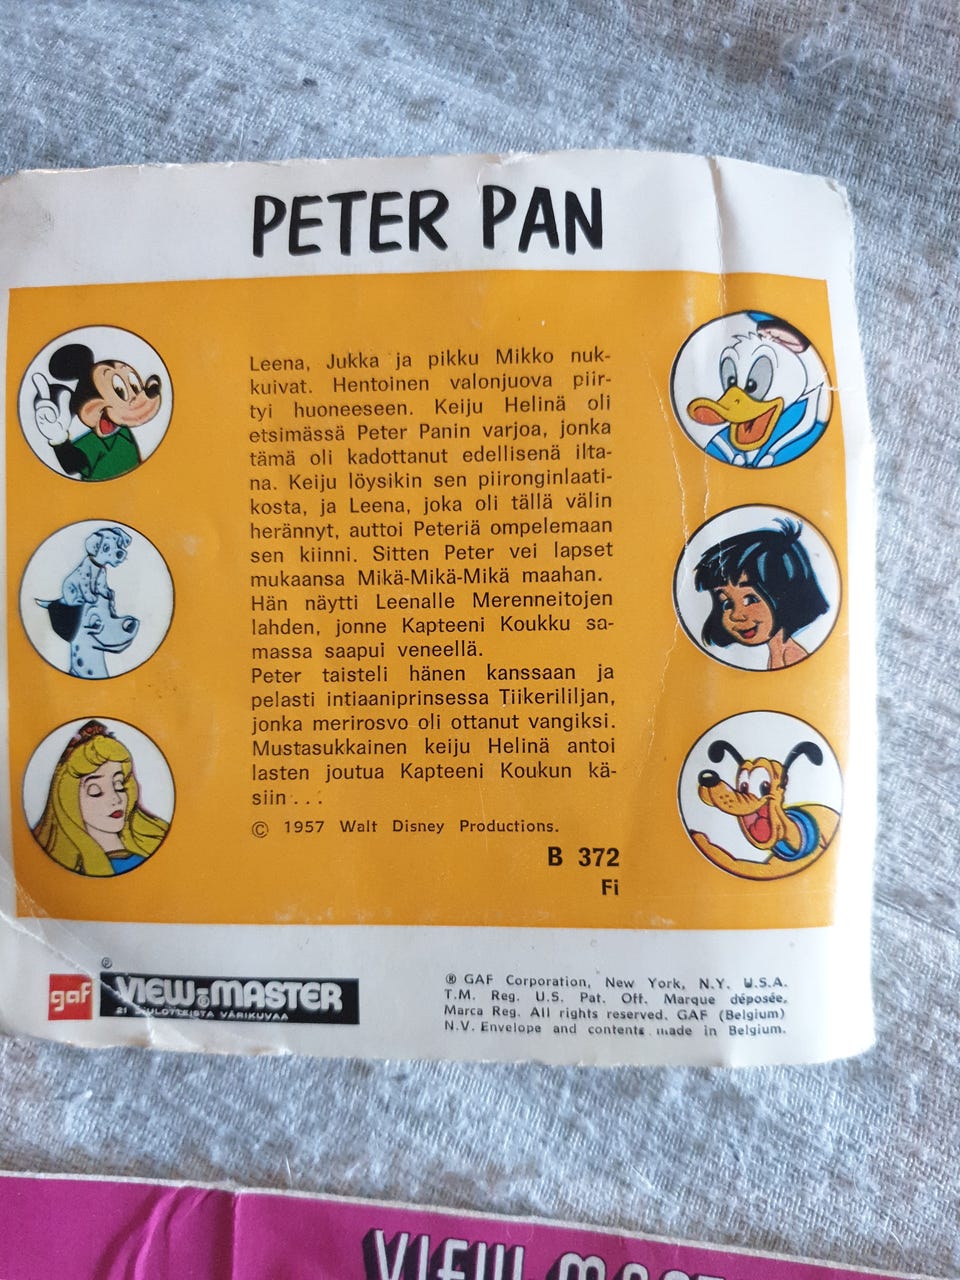 PETER PAN
Leena, Jukka ja pikku Mikko nuk-
kuivat. Hentoinen valonjuova piir-
tyi huoneeseen. Keiju Helinä oli
etsimässä Peter Panin varjoa, jonka
tämä oli kadottanut edellisenä ilta-
na. Keiju löysikin sen piironginlaati-
kosta, ja Leena, joka oli tällä välin
herännyt, auttoi Peteriä ompelemaan
sen kiinni. Sitten Peter vei lapset
mukaansa Mikä-Mikä-Mikä maahan.
Hän näytti Leenalle Merenneitojen
lahden, jonne Kapteeni Koukku sa-
massa saapui veneellä.
Peter taisteli hänen kanssaan ja
pelasti intiaaniprinsessa Tiikerililjan,
jonka merirosvo oli ottanut vangiksi.
Mustasukkainen keiju Helinä antoi
lasten joutua Kapteeni Koukun kä-
siin...
© 1957 Walt Disney Productions.
B 372
Fi
gaf VIEW-MASTER ®
21 VÄRIKUVAA
® GAF Corporation, New York, N.Y. U.S.A.
T.M. Reg. U.S. Pat. Off. Marque déposée,
Marca Reg. All rights reserved. GAF (Belgium)
N.V. Envelope and contents made in Belgium.
VIEW-MAST